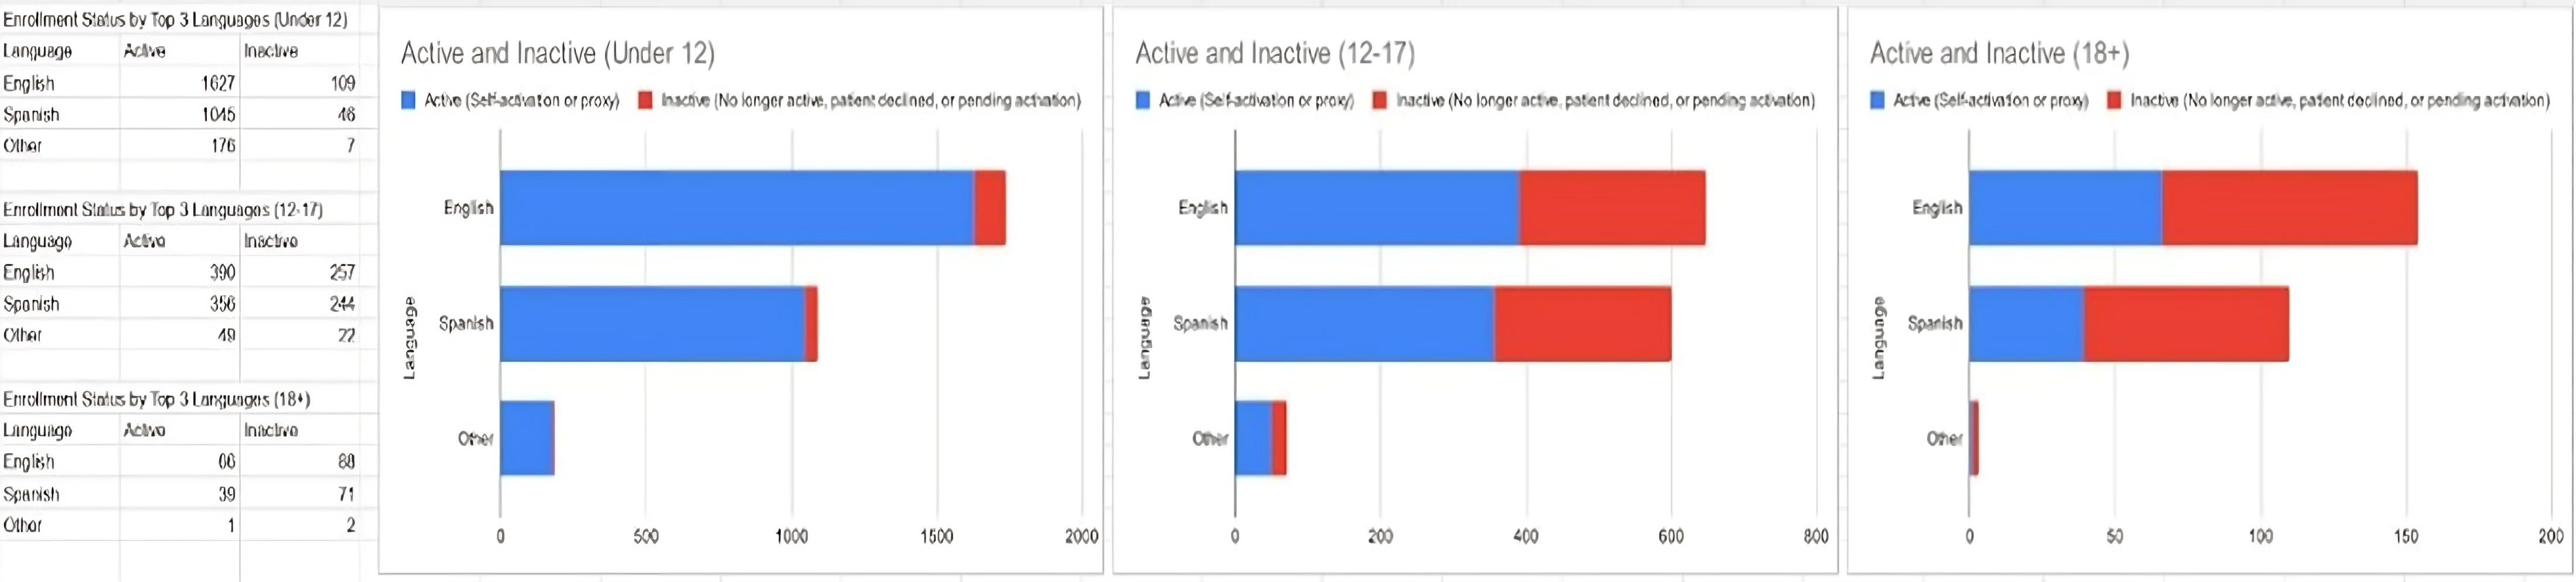 Enrollment Status by Top 3 Languages (Under 12)
Language Active Inactive
English 1627 109
Spanish 1045 46
Other 176 7
Enrollment Status by Top 3 Languages (12-17)
Language Active Inactive
English 390 257
Spanish 356 244
Other 49 22
Enrollment Status by Top 3 Languages (18+)
Language Active Inactive
English 66 88
Spanish 39 71
Other 1 2
Active and Inactive (Under 12)
Active (Self-activation or proxy) Inactive (No longer active, patient declined, or pending activation)
Language
English
Spanish
Other
0 500 1000 1500 2000
Active and Inactive (12-17)
Active (Self-activation or proxy) Inactive (No longer active, patient declined, or pending activation)
Language
English
Spanish
Other
0 200 400 600 800
Active and Inactive (18+)
Active (Self-activation or proxy) Inactive (No longer active, patient declined, or pending activation)
Language
English
Spanish
Other
0 50 100 150 200